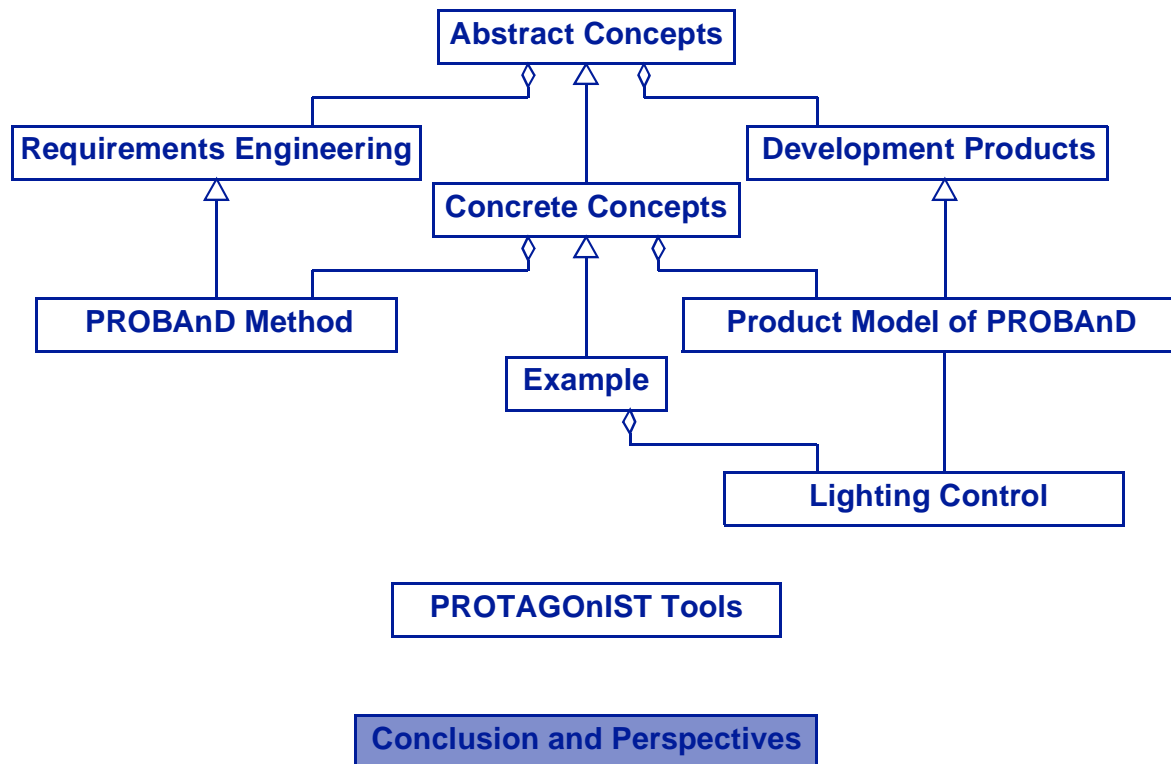 Abstract Concepts
Requirements Engineering
Development Products
Concrete Concepts
PROBAnD Method
Product Model of PROBAnD
Example
Lighting Control
PROTAGOnIST Tools
Conclusion and Perspectives